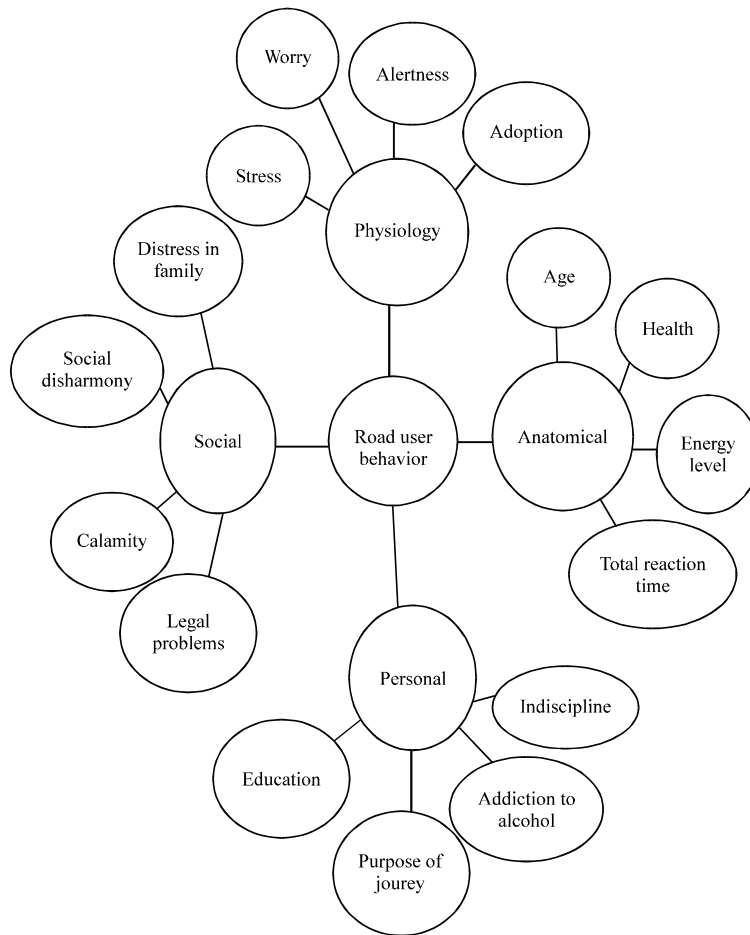 Worry
Alertness
Adoption
Stress
Physiology
Distress in
family
Age
Health
Social
disharmony
Social
Road user
behavior
Anatomical
Energy
level
Calamity
Total reaction
time
Legal
problems
Personal
Indiscipline
Education
Addiction to
alcohol
Purpose of
jourey